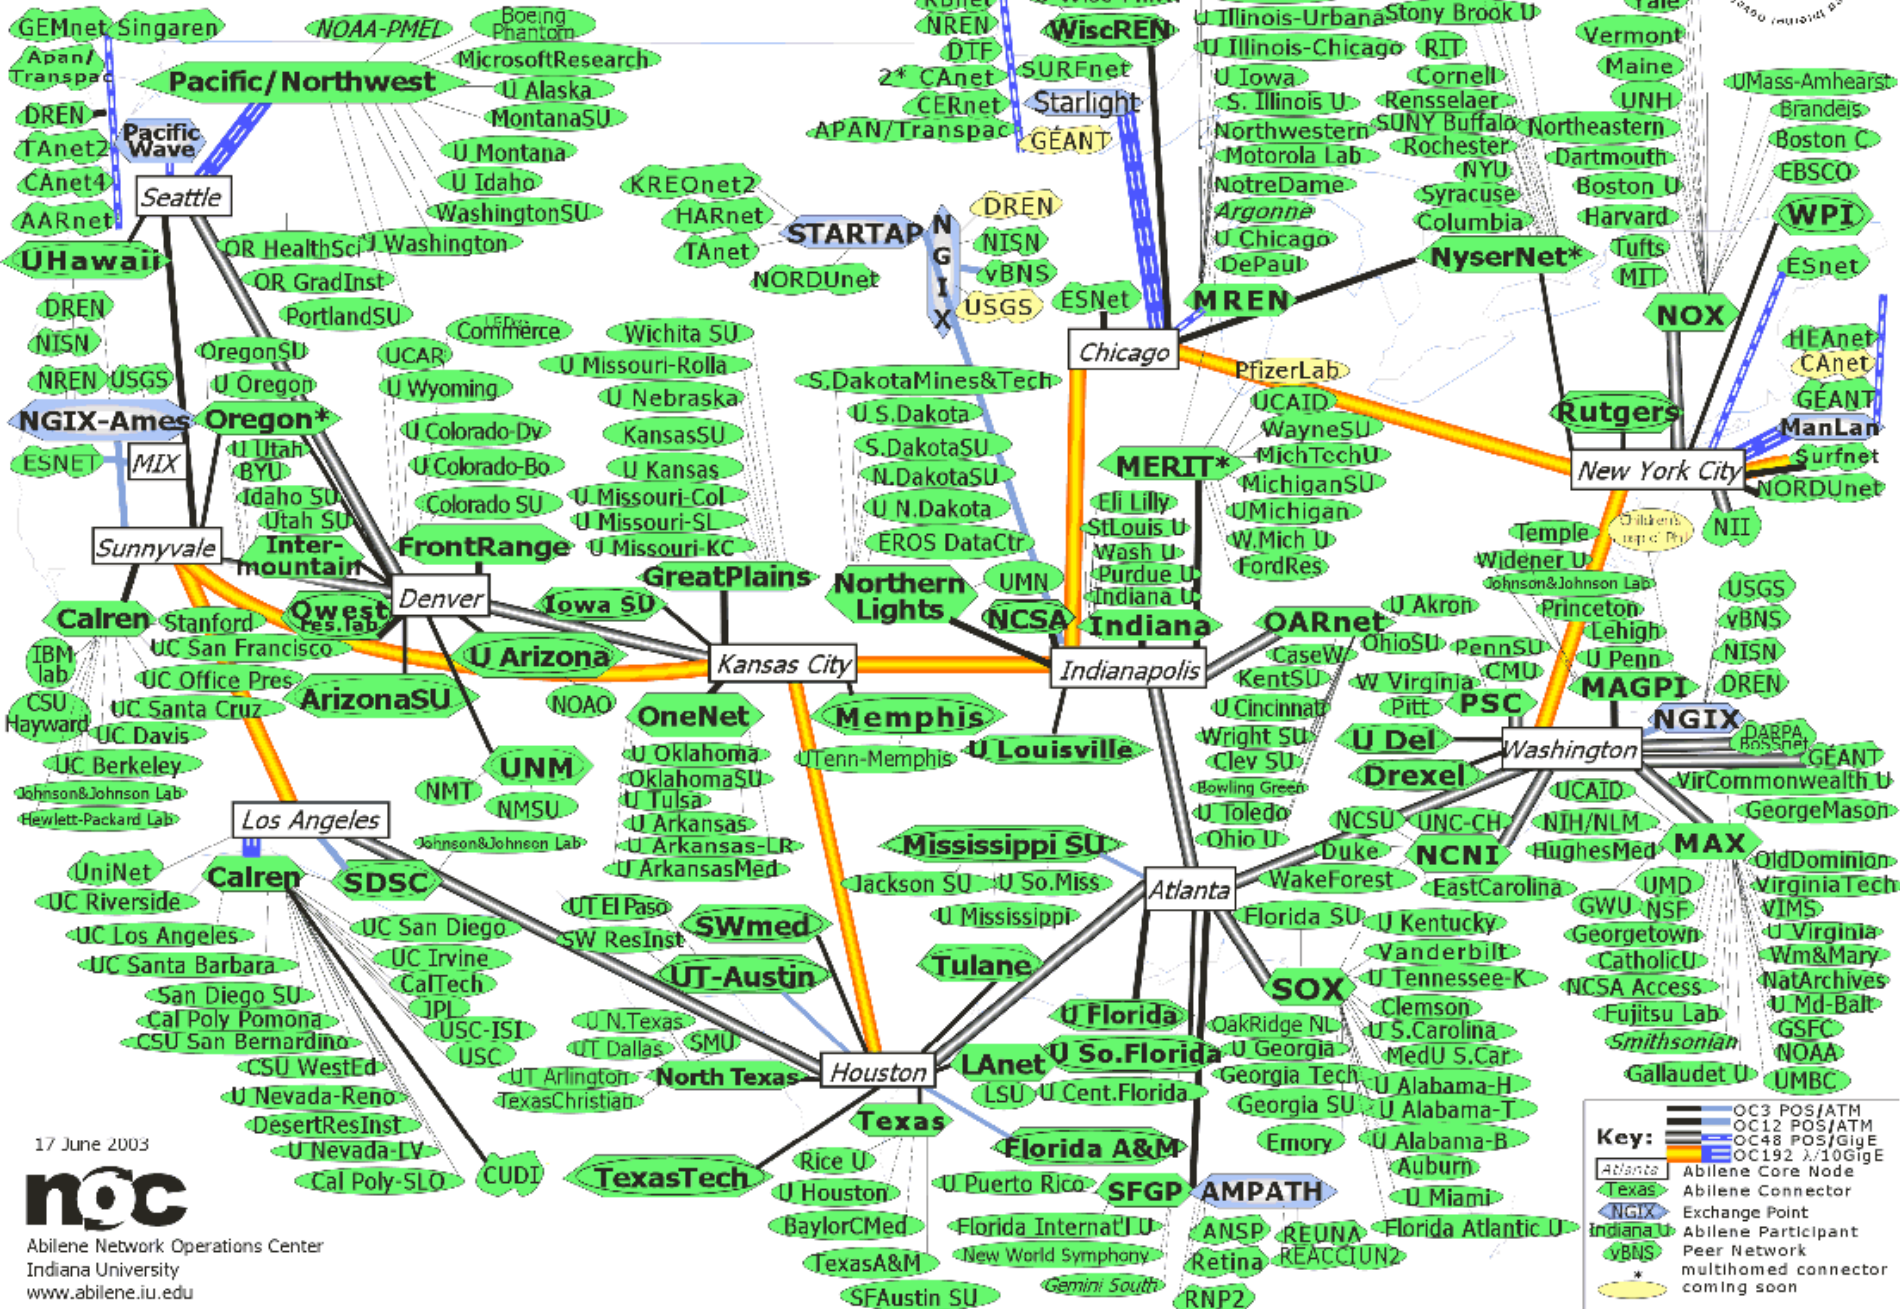 GEMnet
Singaren
NOAA-PMEL
Boeing
Phantom
Apan/
Transpac
Pacific/Northwest
MicrosoftResearch
U Alaska
MontanaSU
DREN
Pacific
Wave
TAnet2
U Montana
CAnet4
U Idaho
Seattle
AARnet
WashingtonSU
OR HealthSci
U Washington
UHawaii
OR GradInst
PortlandSU
DREN
NISN
NREN
USGS
NGIX-Ames
ESNET
MIX
OregonSU
U Oregon
Oregon*
U Utah
BYU
Idaho SU
Utah SU
Inter-
mountain
Sunnyvale
UCAR
Commerce
U Wyoming
U Colorado-Dv
U Colorado-Bo
Colorado SU
FrontRange
Denver
Qwest
res.lab
Wichita SU
U Missouri-Rolla
U Nebraska
KansasSU
U Kansas
U Missouri-Col
U Missouri-SL
U Missouri-KC
GreatPlains
Iowa SU
Kansas City
U Arizona
NOAO
ArizonaSU
UNM
NMT
NMSU
NREN
DTF
2* CAnet
CERnet
APAN/Transpac
WiscREN
SURFnet
Starlight
GÉANT
KREOnet2
HARnet
TAnet
NORDUnet
STARTAP
NGIX
DREN
NISN
vBNS
USGS
ESNet
Chicago
MREN
U Illinois-Urbana
U Illinois-Chicago
U Iowa
S. Illinois U
Northwestern
Motorola Lab
NotreDame
Argonne
U Chicago
DePaul
Stony Brook U
RIT
Cornell
Rensselaer
SUNY Buffalo
Rochester
NYU
Syracuse
Columbia
NyserNet*
Yale
Vermont
Maine
UNH
Northeastern
Dartmouth
Boston U
Harvard
Tufts
MIT
NOX
UMass-Amhearst
Brandeis
Boston C
EBSCO
WPI
ESnet
HEAnet
CAnet
GÉANT
ManLan
Surfnet
NORDUnet
NII
Rutgers
New York City
S.DakotaMines&Tech
U S.Dakota
S.DakotaSU
N.DakotaSU
U N.Dakota
EROS DataCtr
Northern
Lights
UMN
NCSA
PfizerLab
UCAID
WayneSU
MichTechU
MichiganSU
UMichigan
W.Mich U
FordRes
MERIT*
Eli Lilly
StLouis U
Wash U
Purdue U
Indiana U
Indiana
Indianapolis
OARnet
U Akron
OhioSU
CaseW
KentSU
U Cincinnati
Wright SU
Clev SU
Bowling Green
U Toledo
Ohio U
Temple
Widener U
Johnson&Johnson Lab
Princeton
Lehigh
U Penn
MAGPI
PennSU
CMU
W Virginia
Pitt
PSC
U Del
Drexel
Washington
USGS
vBNS
NISN
DREN
NGIX
DARPA
BoSSnet
GÉANT
VirCommonwealth U
GeorgeMason
MAX
UCAID
NIH/NLM
HughesMed
UMD
GWU
NSF
Georgetown
CatholicU
NCSA Access
Fujitsu Lab
Smithsonian
Gallaudet U
OldDominion
VirginiaTech
VIMS
U Virginia
Wm&Mary
NatArchives
U Md-Balt
GSFC
NOAA
UMBC
NCSU
UNC-CH
Duke
NCNI
WakeForest
EastCarolina
Calren
Stanford
UC San Francisco
IBM
lab
UC Office Pres
CSU
Hayward
UC Santa Cruz
UC Davis
UC Berkeley
Johnson&Johnson Lab
Hewlett-Packard Lab
Los Angeles
UniNet
Calren
SDSC
Johnson&Johnson Lab
UC Riverside
UC Los Angeles
UC Santa Barbara
San Diego SU
Cal Poly Pomona
CSU San Bernardino
CSU WestEd
U Nevada-Reno
DesertResInst
U Nevada-LV
Cal Poly-SLO
UC San Diego
UC Irvine
CalTech
JPL
USC-ISI
USC
CUDI
OneNet
U Oklahoma
OklahomaSU
U Tulsa
U Arkansas
U Arkansas-LR
U ArkansasMed
Memphis
UTenn-Memphis
U Louisville
Mississippi SU
Jackson SU
U So.Miss
U Mississippi
Atlanta
UT El Paso
SW ResInst
SWmed
UT-Austin
Tulane
U N.Texas
SMU
UT Dallas
UT Arlington
TexasChristian
North Texas
Houston
LAnet
LSU
Texas
TexasTech
Rice U
U Houston
BaylorCMed
TexasA&M
SFAustin SU
U Florida
U So.Florida
U Cent.Florida
Florida A&M
U Puerto Rico
SFGP
AMPATH
Florida Internat'l U
New World Symphony
Gemini South
ANSP
REUNA
Retina
REACCIUN2
RNP2
Florida SU
SOX
U Kentucky
Vanderbilt
U Tennessee-K
Clemson
U S.Carolina
MedU S.Car
U Alabama-H
U Alabama-T
U Alabama-B
Auburn
U Miami
Florida Atlantic U
OakRidge NL
U Georgia
Georgia Tech
Georgia SU
Emory
17 June 2003
noc
Abilene Network Operations Center
Indiana University
www.abilene.iu.edu
Key:
OC3 POS/ATM
OC12 POS/ATM
OC48 POS/GigE
OC192 λ/10GigE
Atlanta Abilene Core Node
Texas Abilene Connector
NGIX Exchange Point
Indiana U Abilene Participant
vBNS Peer Network
* multihomed connector
coming soon